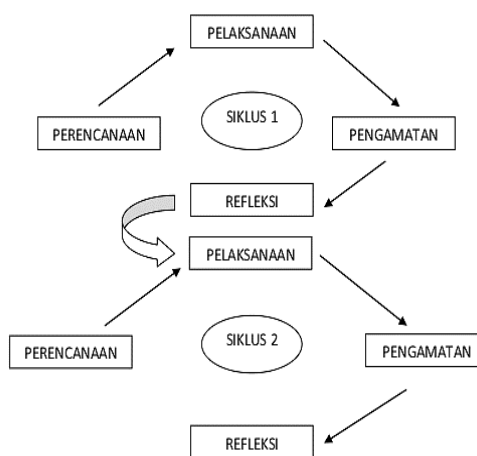 PELAKSANAAN
SIKLUS 1
PERENCANAAN
PENGAMATAN
REFLEKSI
PELAKSANAAN
SIKLUS 2
PERENCANAAN
PENGAMATAN
REFLEKSI